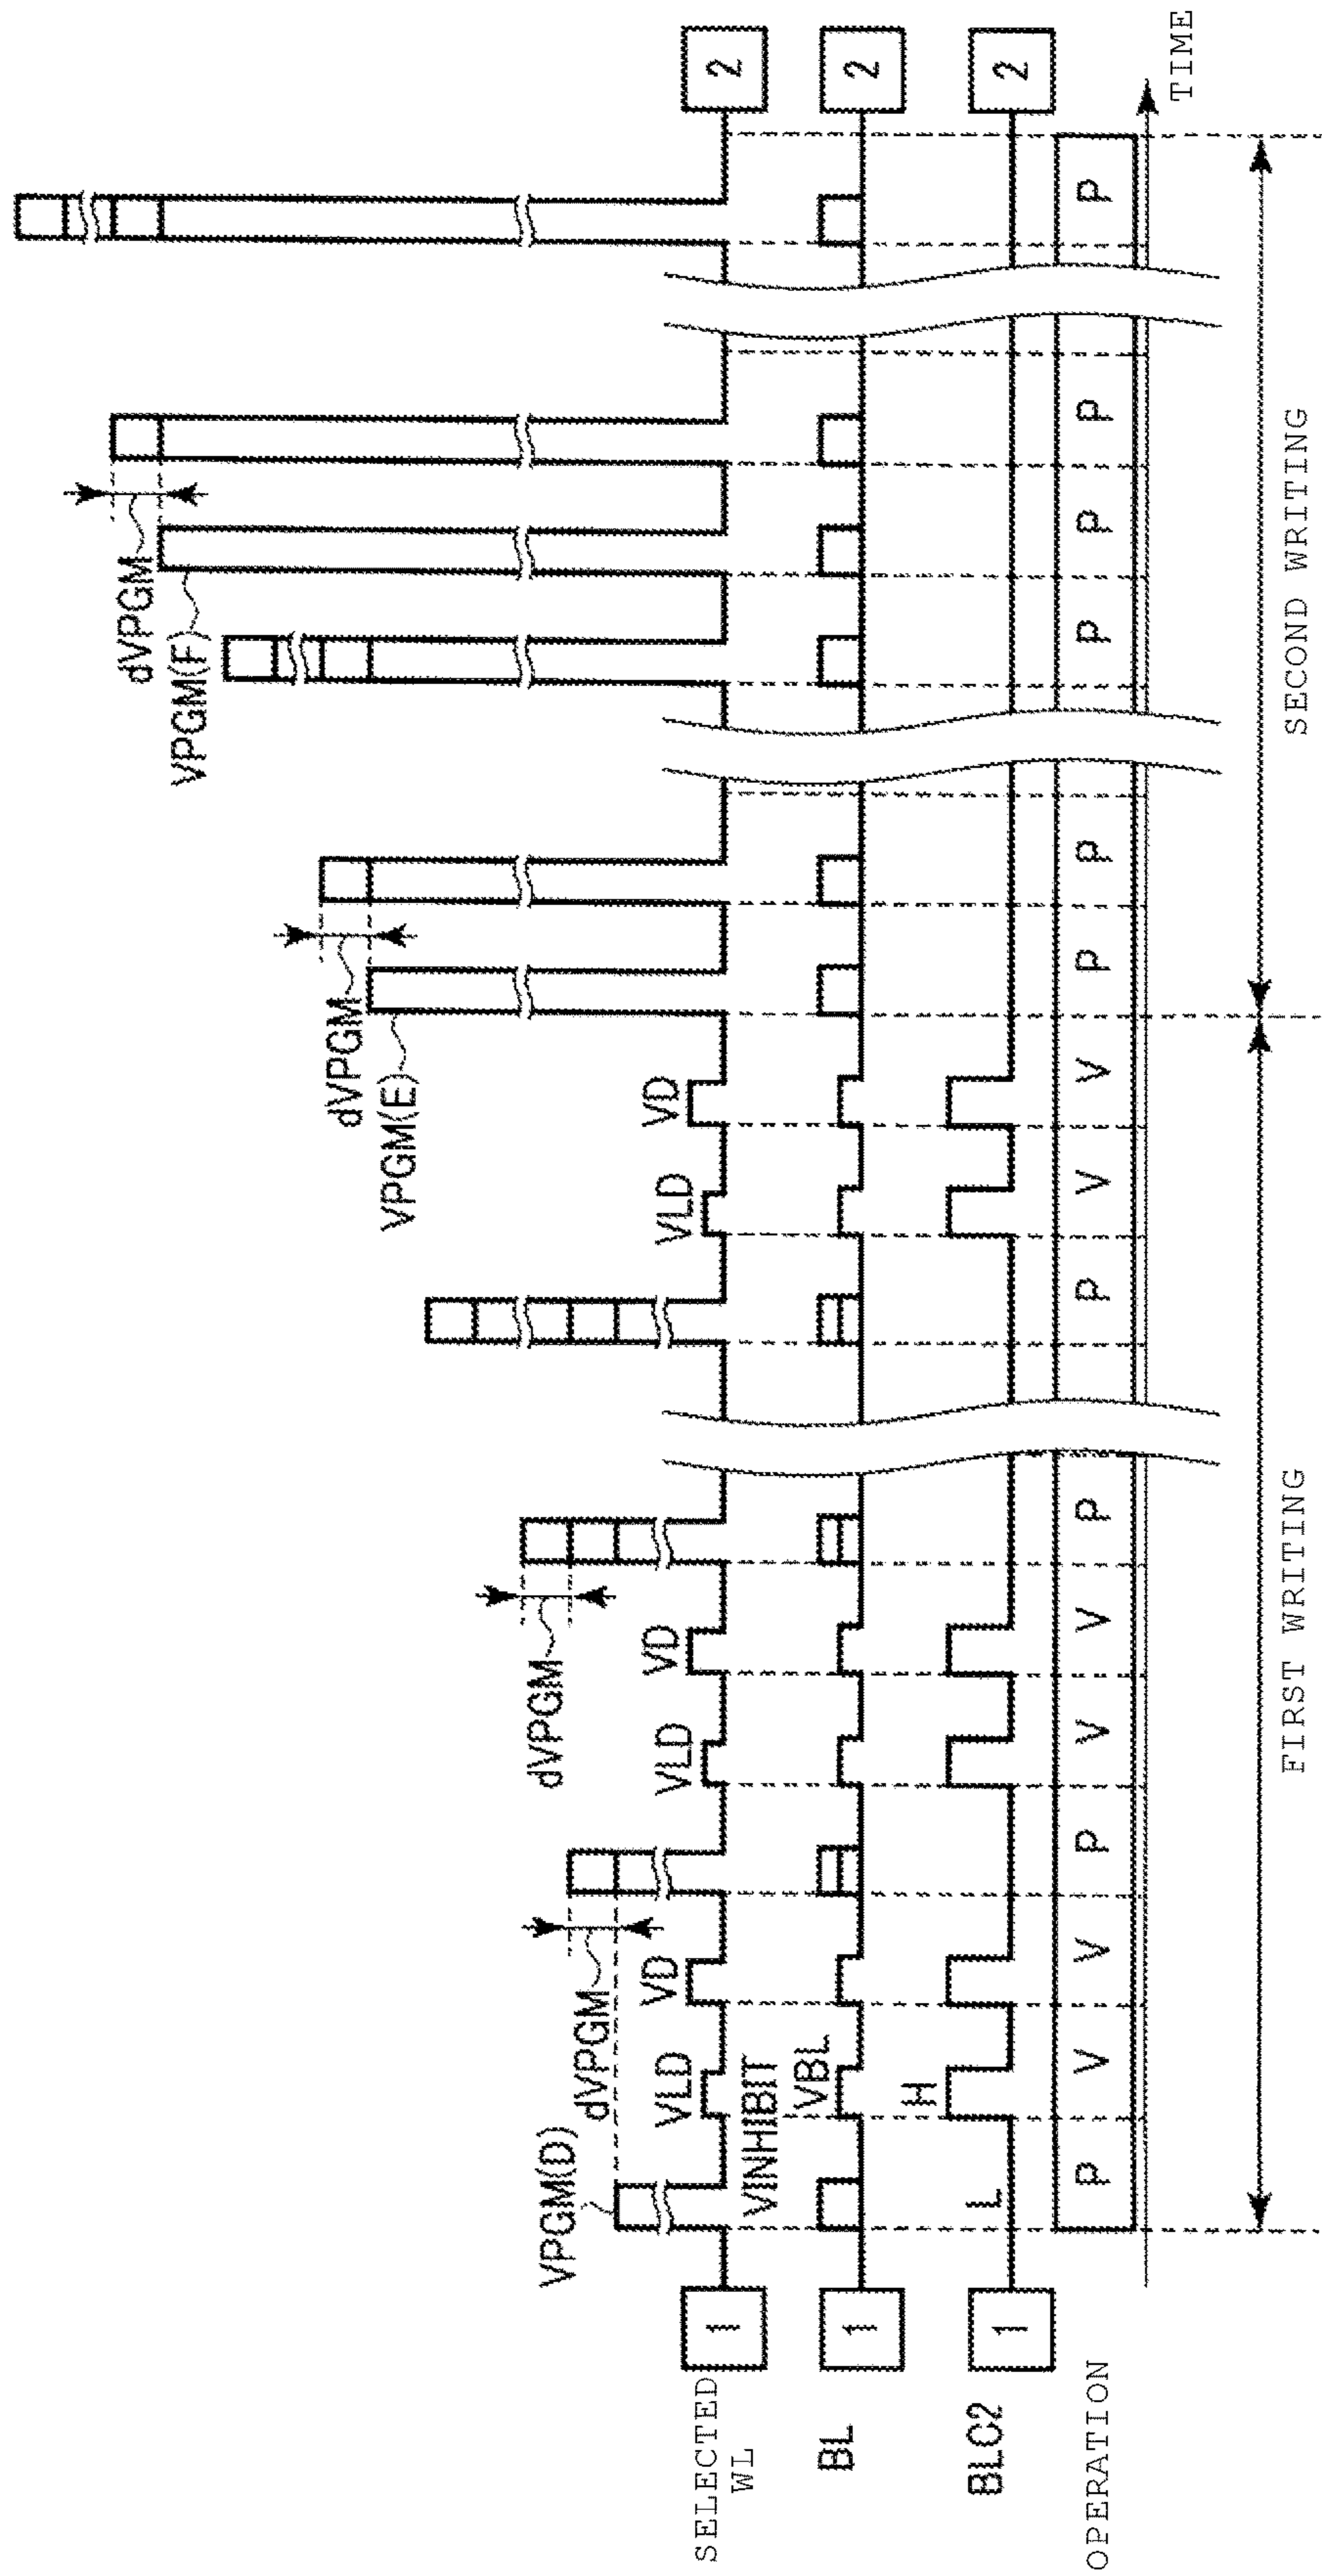 VPGM(D)
dVPGM
dVPGM
dVPGM
VPGM(E)
dVPGM
VPGM(F)
SELECTED
WL
1
VLD
VD
VLD
VD
VLD
VD
2
VINHIBIT
BL
1
VBL
2
BLC2
1
L
H
2
OPERATION
P V V P V V P P V V P P P P P P
TIME
FIRST WRITING
SECOND WRITING